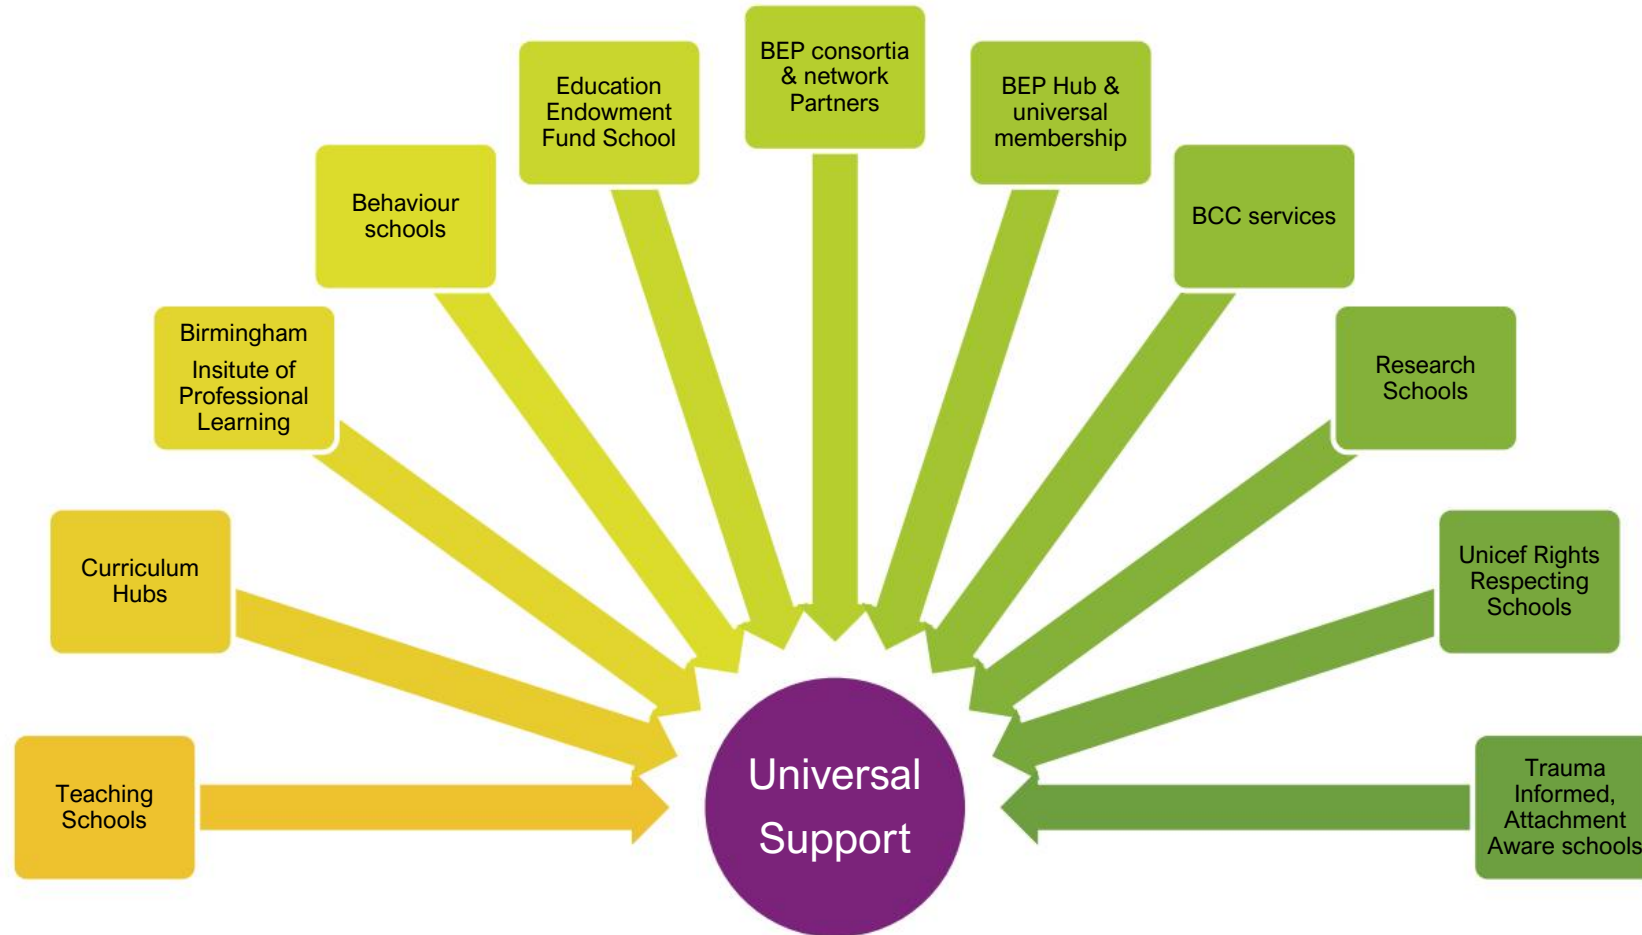 Teaching
Schools
Curriculum
Hubs
Birmingham
Insitute of
Professional
Learning
Behaviour
schools
Education
Endowment
Fund School
BEP consortia
& network
Partners
BEP Hub &
universal
membership
BCC services
Research
Schools
Unicef Rights
Respecting
Schools
Trauma
Informed,
Attachment
Aware schools
Universal
Support